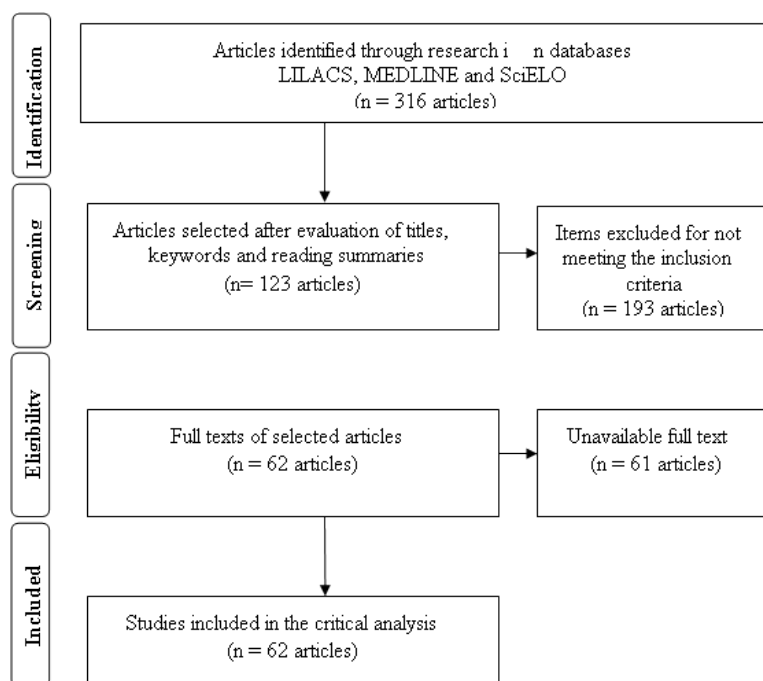 Identification
Articles identified through research i n databases
LILACS, MEDLINE and SciELO
(n = 316 articles)
Screening
Articles selected after evaluation of titles,
keywords and reading summaries
(n= 123 articles)
Items excluded for not
meeting the inclusion
criteria
(n = 193 articles)
Eligibility
Full texts of selected articles
(n = 62 articles)
Unavailable full text
(n = 61 articles)
Included
Studies included in the critical analysis
(n = 62 articles)